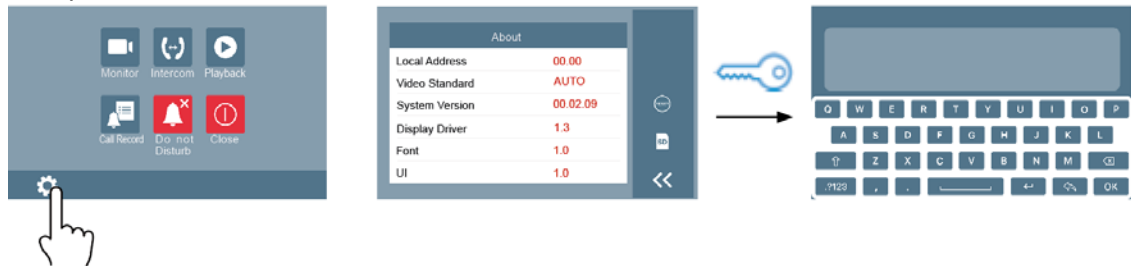 Monitor Intercom Playback
Call Record Do not Disturb Close
About
Local Address 00.00
Video Standard AUTO
System Version 00.02.09
Display Driver 1.3
Font 1.0
UI 1.0
SD
Q W E R T Y U I O P
A S D F G H J K L
Z X C V B N M
.?123 , . OK